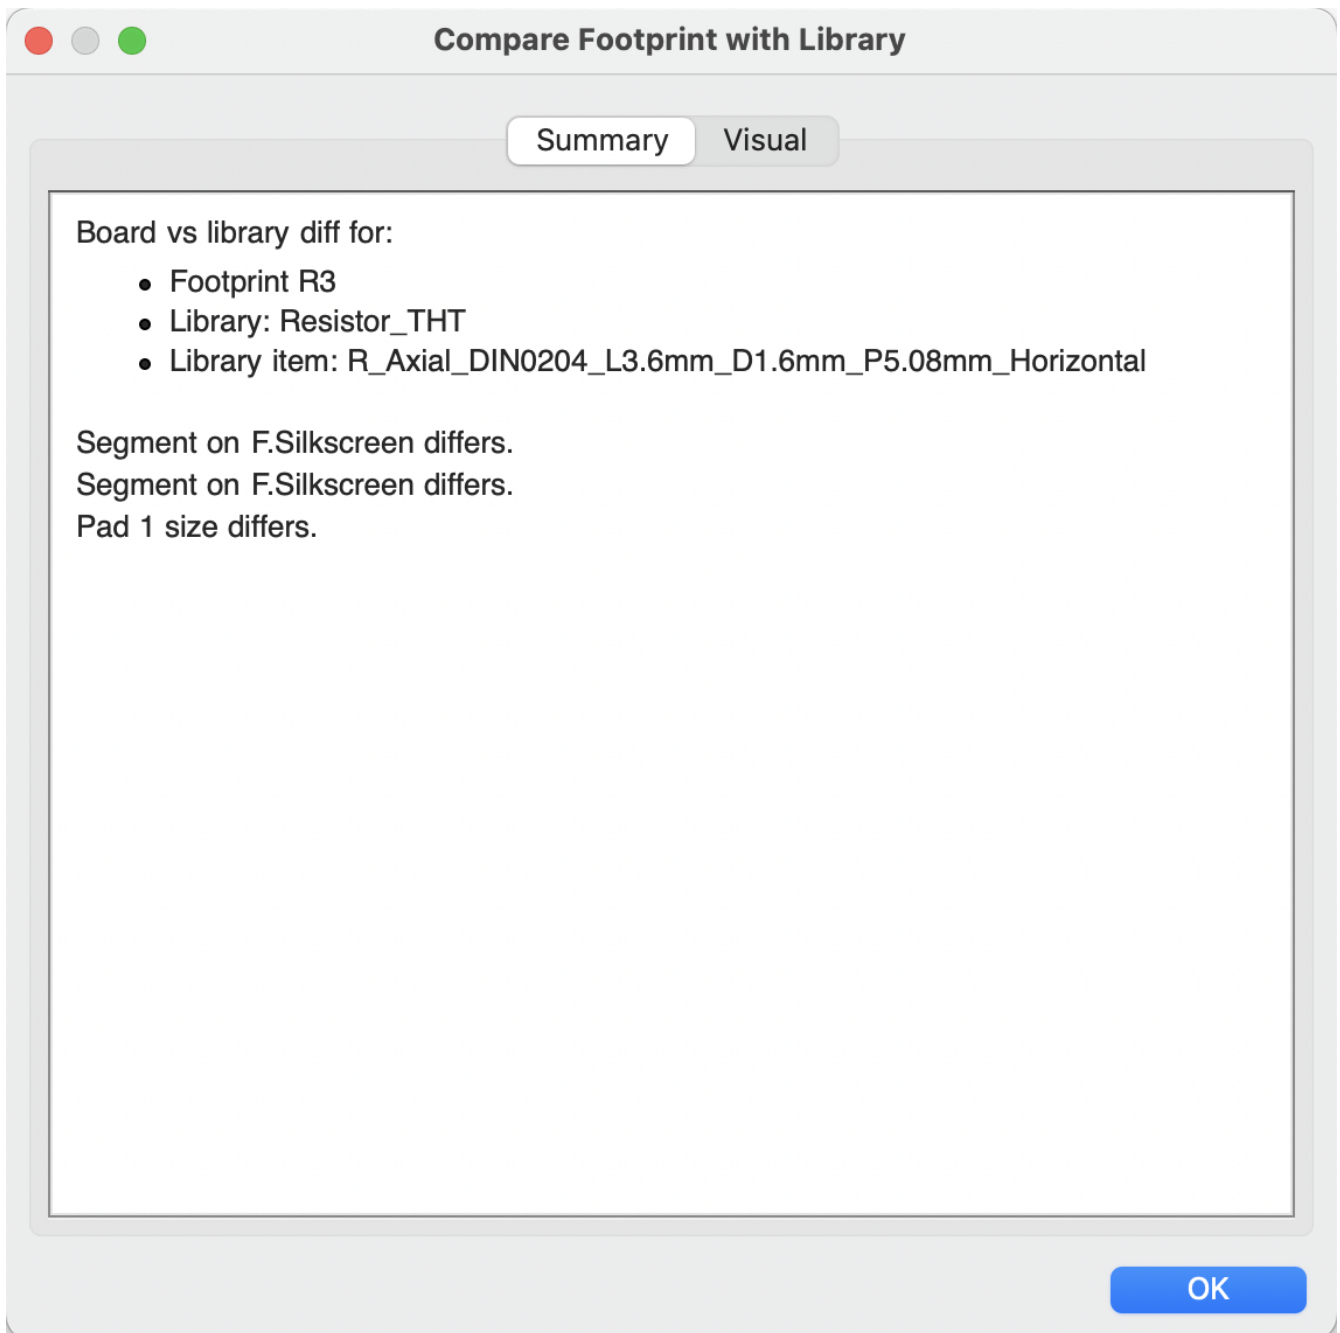 Compare Footprint with Library
Summary Visual
Board vs library diff for:
• Footprint R3
• Library: Resistor_THT
• Library item: R_Axial_DIN0204_L3.6mm_D1.6mm_P5.08mm_Horizontal
Segment on F.Silkscreen differs.
Segment on F.Silkscreen differs.
Pad 1 size differs.
OK